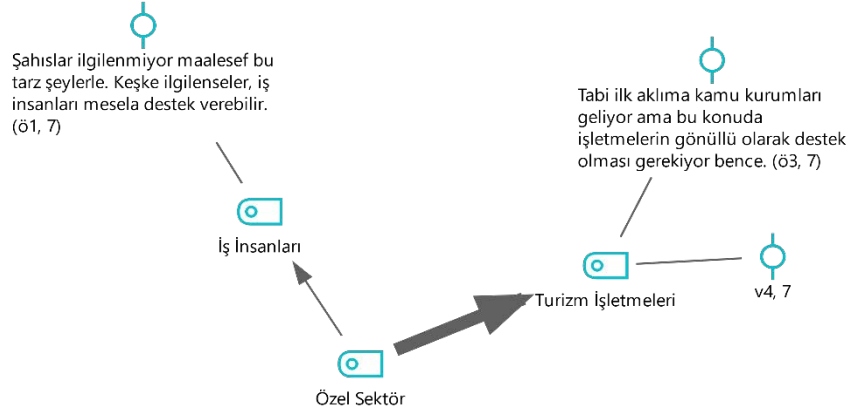 Şahıslar ilgilenmiyor maalesef bu
tarz şeylerle. Keşke ilgilenseler, iş
insanları mesela destek verebilir.
(ö1, 7)
Tabi ilk aklıma kamu kurumları
geliyor ama bu konuda
işletmelerin gönüllü olarak destek
olması gerekiyor bence. (ö3, 7)
İş İnsanları
Turizm İşletmeleri
v4, 7
Özel Sektör